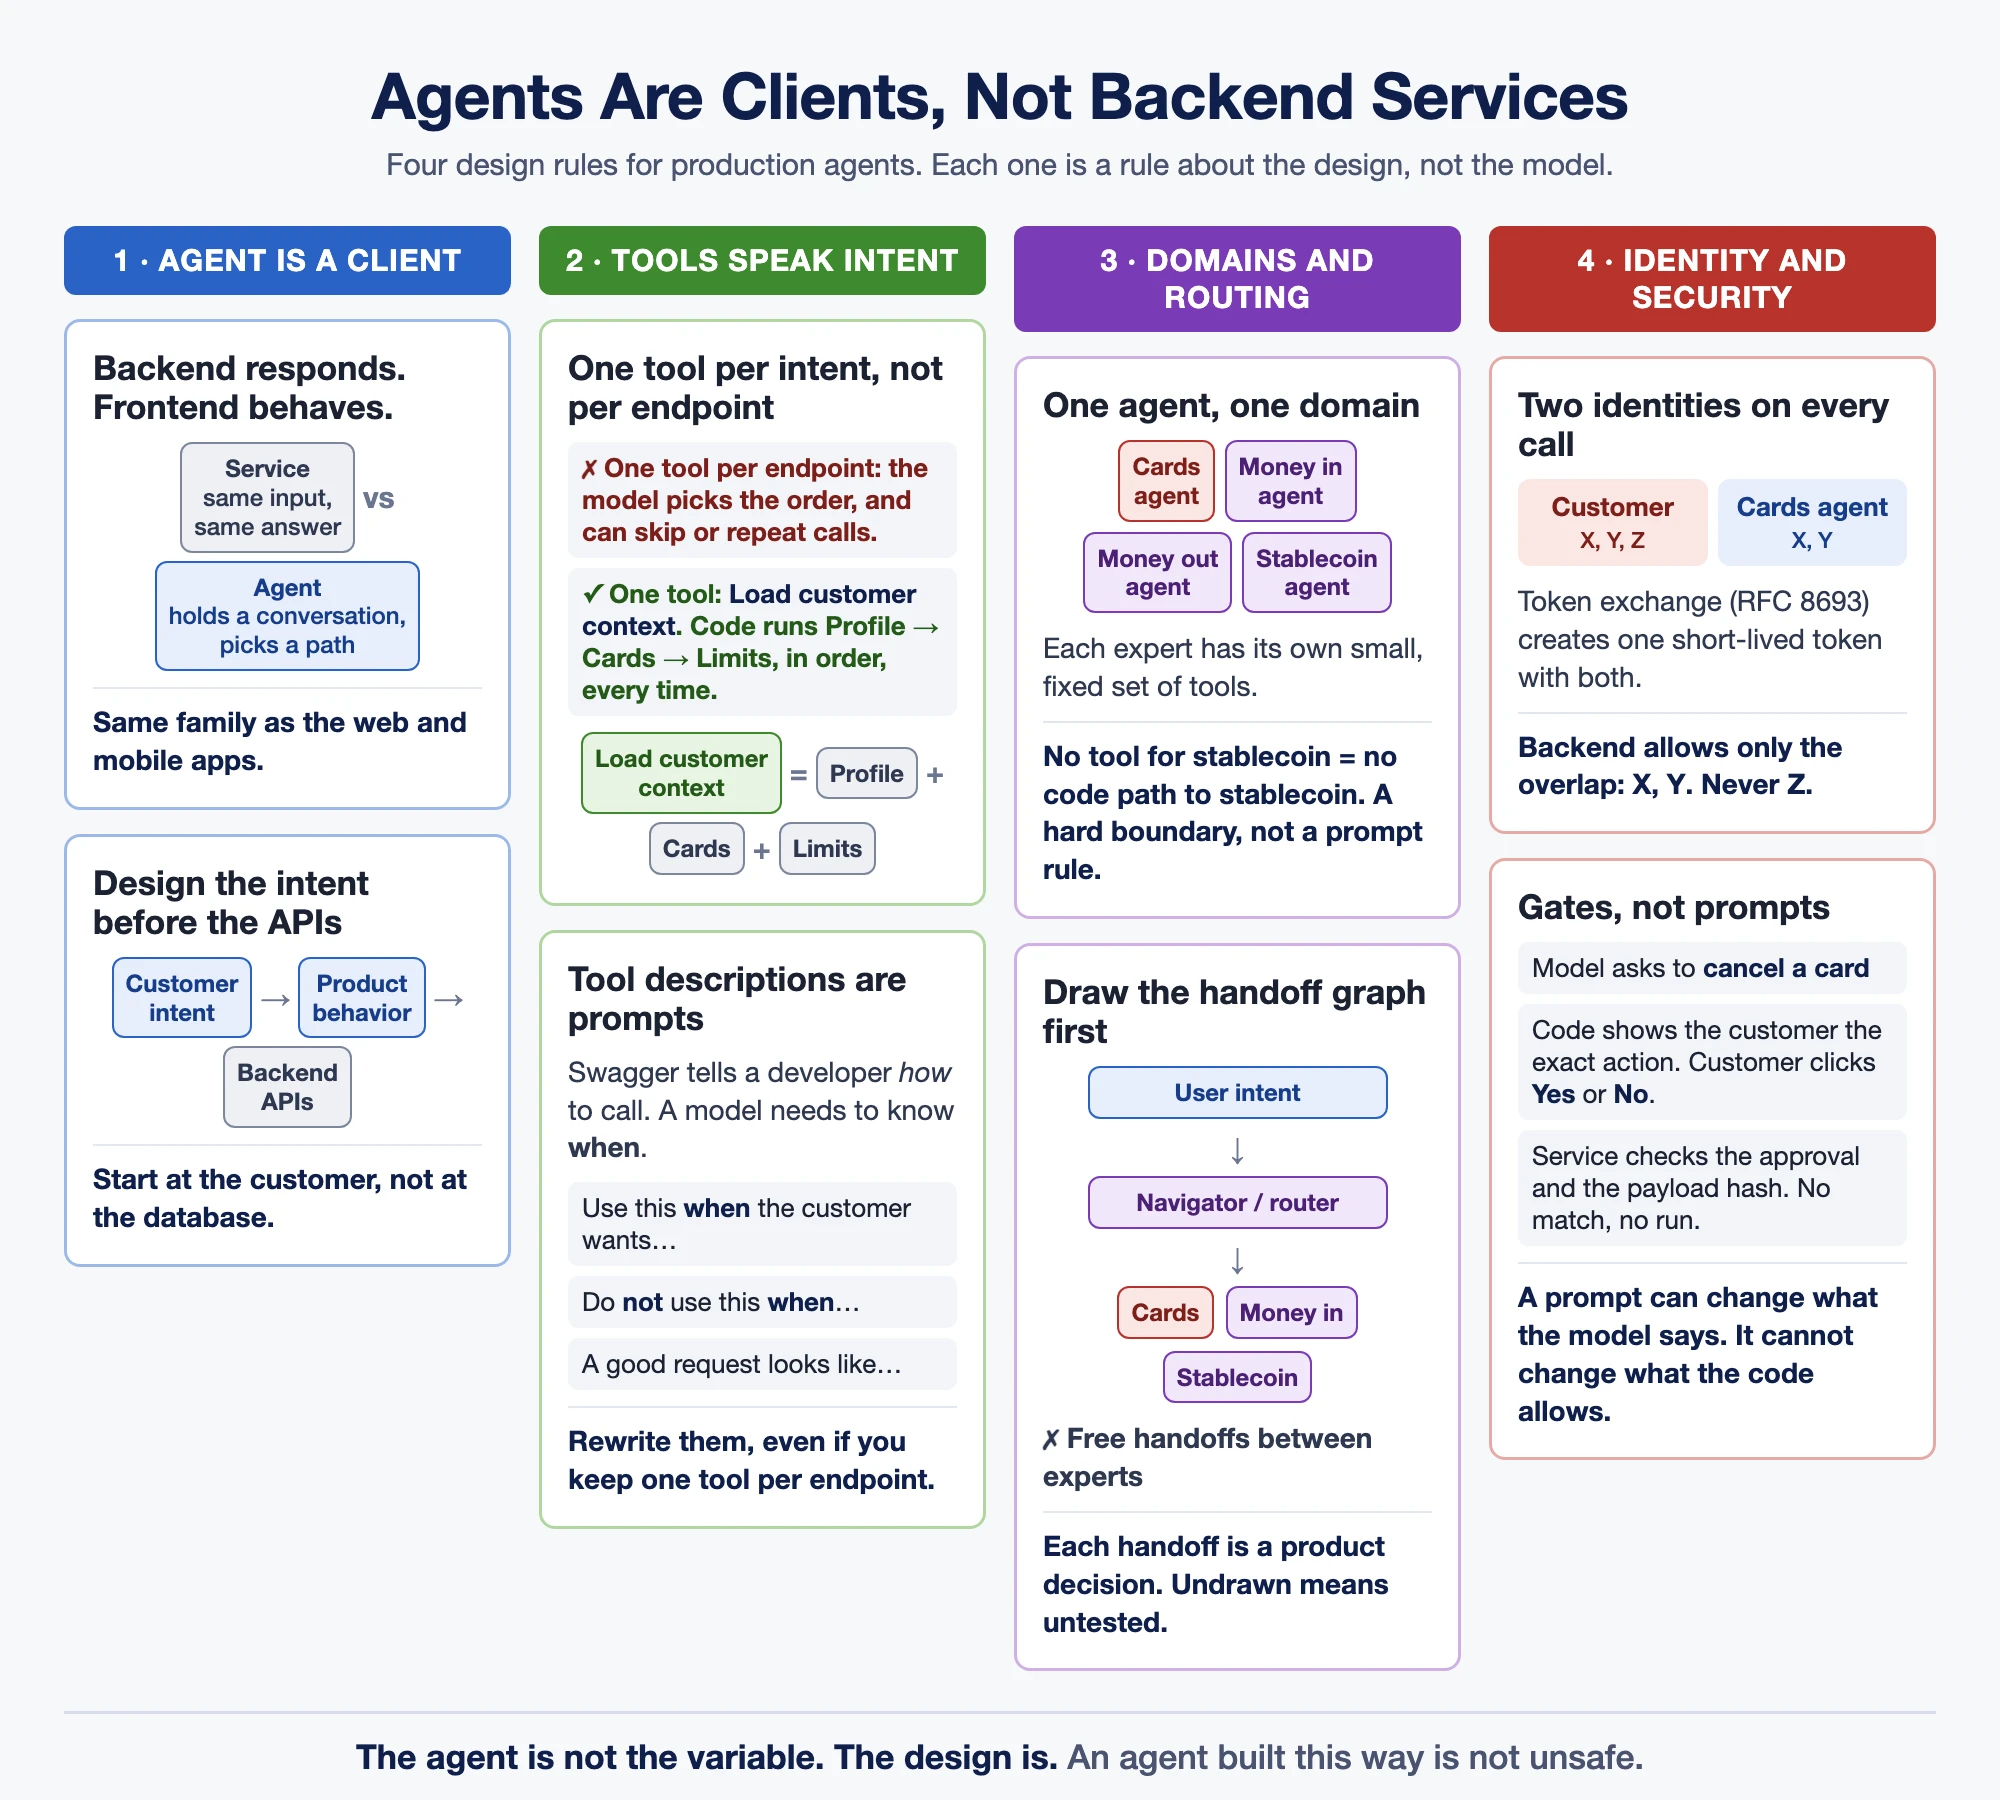 Agents Are Clients, Not Backend Services
Four design rules for production agents. Each one is a rule about the design, not the model.
1 · AGENT IS A CLIENT
Backend responds.
Frontend behaves.
Service
same input,
same answer
vs
Agent
holds a conversation,
picks a path
Same family as the web and
mobile apps.
Design the intent
before the APIs
Customer
intent
→
Product
behavior
→
Backend
APIs
Start at the customer, not at
the database.
2 · TOOLS SPEAK INTENT
One tool per intent, not
per endpoint
✗ One tool per endpoint: the
model picks the order, and
can skip or repeat calls.
✓ One tool: Load customer
context. Code runs Profile →
Cards → Limits, in order,
every time.
Load customer
context
= Profile +
Cards + Limits
Tool descriptions are
prompts
Swagger tells a developer how
to call. A model needs to know
when.
Use this when the customer
wants…
Do not use this when…
A good request looks like…
Rewrite them, even if you
keep one tool per endpoint.
3 · DOMAINS AND
ROUTING
One agent, one domain
Cards
agent
Money in
agent
Money out
agent
Stablecoin
agent
Each expert has its own small,
fixed set of tools.
No tool for stablecoin = no
code path to stablecoin. A
hard boundary, not a prompt
rule.
Draw the handoff graph
first
User intent
↓
Navigator / router
↓
Cards Money in
Stablecoin
✗ Free handoffs between
experts
Each handoff is a product
decision. Undrawn means
untested.
4 · IDENTITY AND
SECURITY
Two identities on every
call
Customer
X, Y, Z
Cards agent
X, Y
Token exchange (RFC 8693)
creates one short-lived token
with both.
Backend allows only the
overlap: X, Y. Never Z.
Gates, not prompts
Model asks to cancel a card
Code shows the customer the
exact action. Customer clicks
Yes or No.
Service checks the approval
and the payload hash. No
match, no run.
A prompt can change what
the model says. It cannot
change what the code
allows.
The agent is not the variable. The design is. An agent built this way is not unsafe.